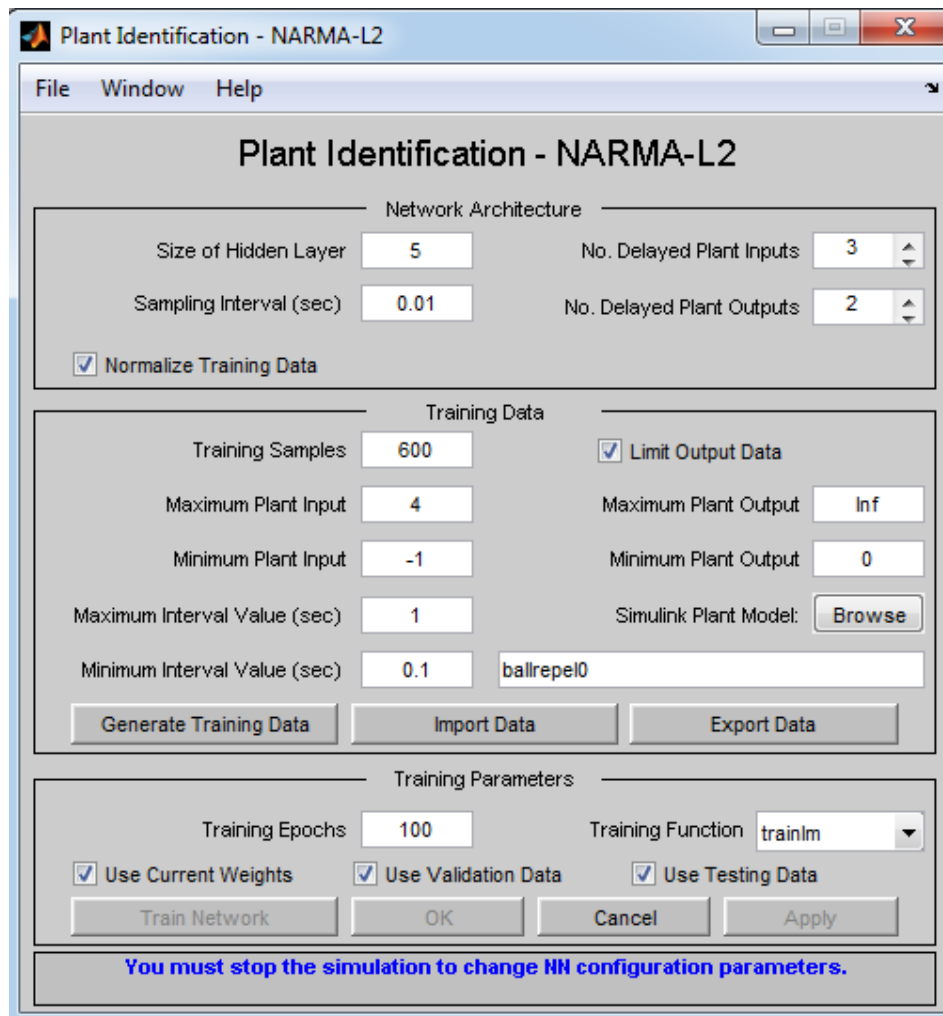 Plant Identification - NARMA-L2
File Window Help
Plant Identification - NARMA-L2
Network Architecture
Size of Hidden Layer 5 No. Delayed Plant Inputs 3
Sampling Interval (sec) 0.01 No. Delayed Plant Outputs 2
Normalize Training Data
Training Data
Training Samples 600 Limit Output Data
Maximum Plant Input 4 Maximum Plant Output Inf
Minimum Plant Input -1 Minimum Plant Output 0
Maximum Interval Value (sec) 1 Simulink Plant Model: Browse
Minimum Interval Value (sec) 0.1 ballrepel0
Generate Training Data Import Data Export Data
Training Parameters
Training Epochs 100 Training Function trainlm
Use Current Weights Use Validation Data Use Testing Data
Train Network OK Cancel Apply
You must stop the simulation to change NN configuration parameters.